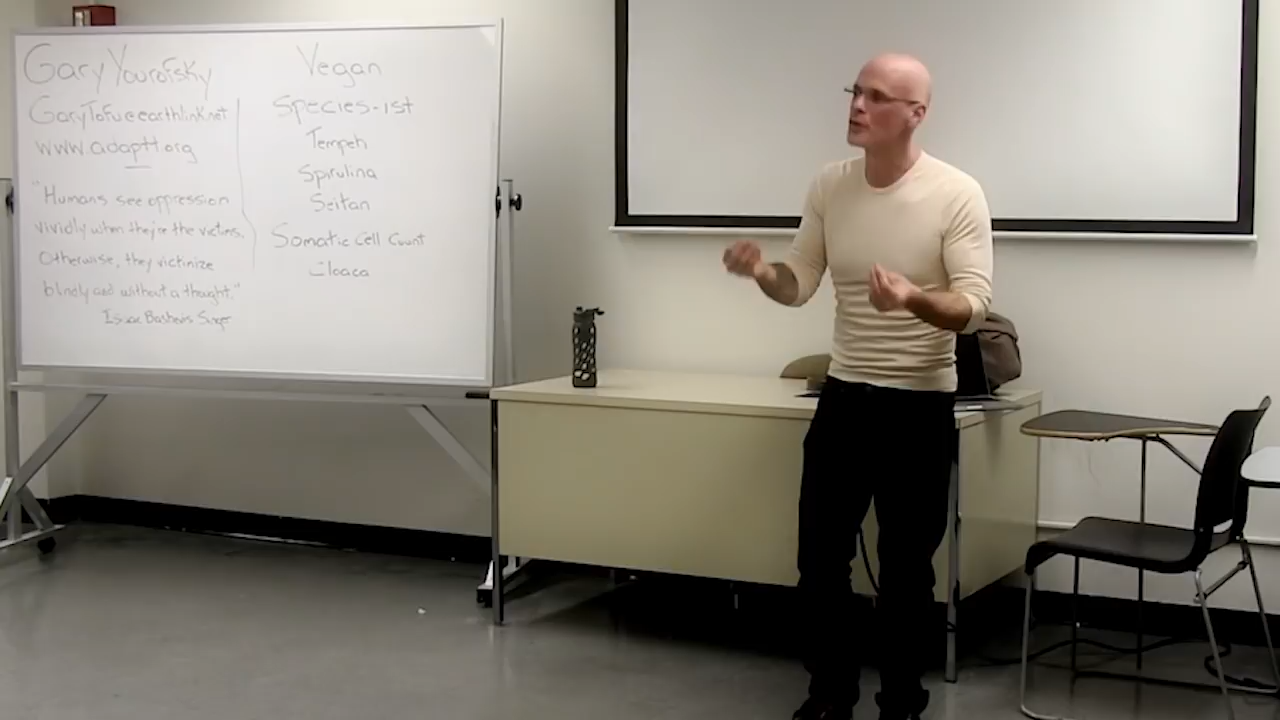 Gary Yourofsky
GaryTofu@earthlink.net
www.adaptt.org
"Humans see oppression
vividly when they're the victims.
Otherwise, they victimize
blindly and without a thought."
Isaac Bashevis Singer
Vegan
Species-ist
Tempeh
Spirulina
Seitan
Somatic Cell Count
Cloaca